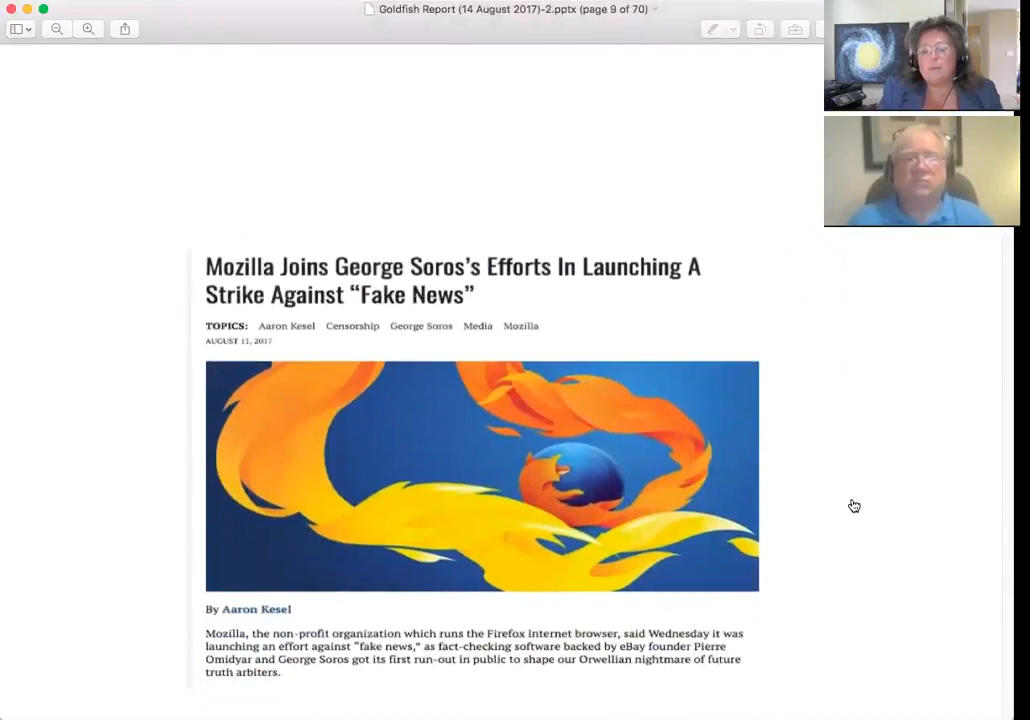 Goldfish Report (14 August 2017)-2.pptx (page 9 of 70)
Mozilla Joins George Soros's Efforts In Launching A
Strike Against “Fake News”
TOPICS: Aaron Kesel Censorship George Soros Media Mozilla
AUGUST 11, 2017
By Aaron Kesel
Mozilla, the non-profit organization which runs the Firefox internet browser, said Wednesday it was
launching an effort against “fake news,” as fact-checking software backed by eBay founder Pierre
Omidyar and George Soros got its first run-out in public to shape our Orwellian nightmare of future
truth arbiters.